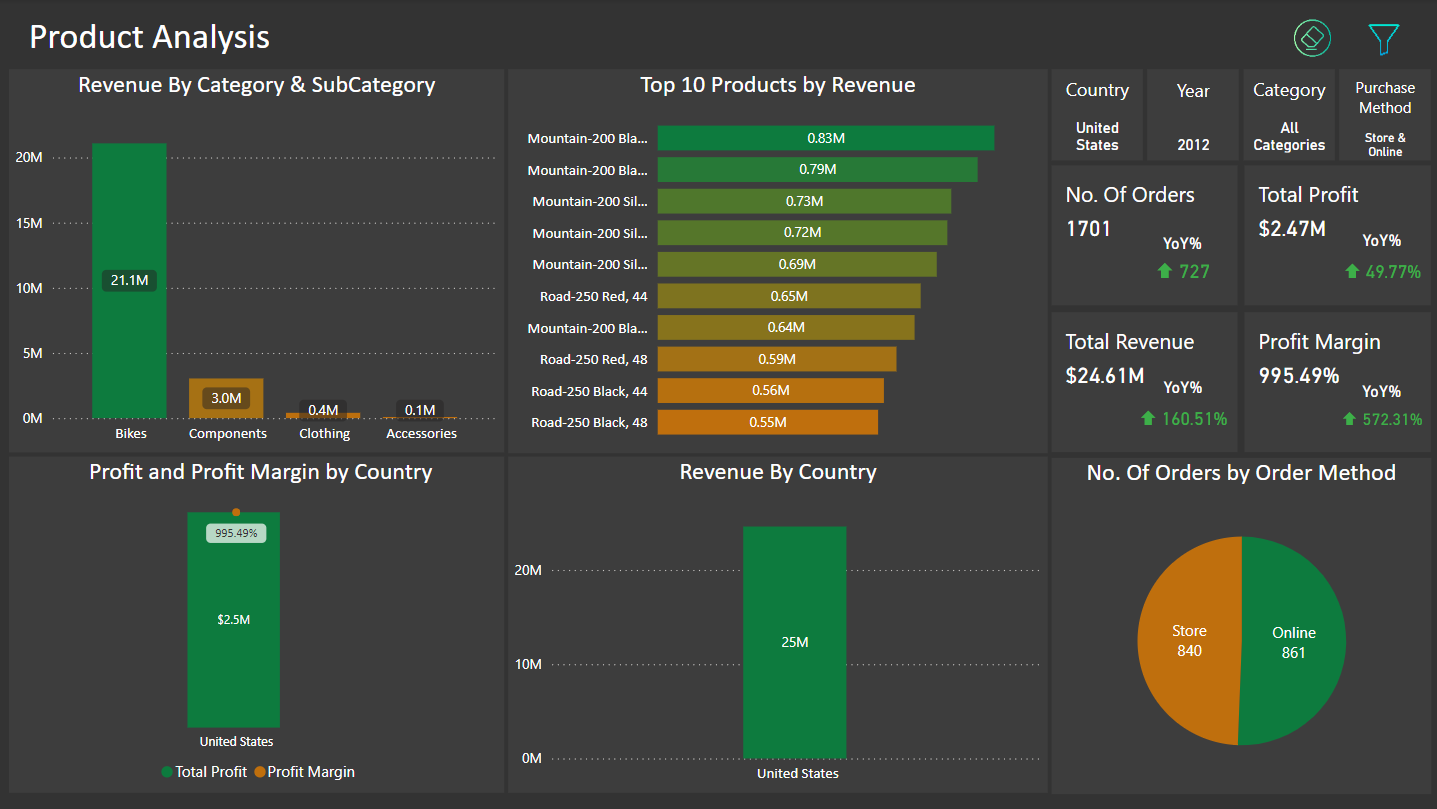 Product Analysis
Revenue By Category & SubCategory
20M
15M
10M
5M
0M
21.1M
3.0M
0.4M
0.1M
Bikes
Components
Clothing
Accessories
Top 10 Products by Revenue
Mountain-200 Bla... 0.83M
Mountain-200 Bla... 0.79M
Mountain-200 Sil... 0.73M
Mountain-200 Sil... 0.72M
Mountain-200 Sil... 0.69M
Road-250 Red, 44 0.65M
Mountain-200 Bla... 0.64M
Road-250 Red, 48 0.59M
Road-250 Black, 44 0.56M
Road-250 Black, 48 0.55M
Country
United
States
Year
2012
Category
All
Categories
Purchase
Method
Store &
Online
No. Of Orders
1701
YoY%
727
Total Profit
$2.47M
YoY%
49.77%
Total Revenue
$24.61M
YoY%
160.51%
Profit Margin
995.49%
YoY%
572.31%
Profit and Profit Margin by Country
995.49%
$2.5M
United States
Total Profit
Profit Margin
Revenue By Country
20M
10M
0M
25M
United States
No. Of Orders by Order Method
Store
840
Online
861